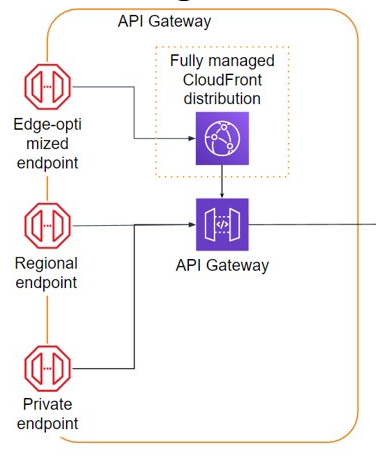 API Gateway
Fully managed
CloudFront
distribution
Edge-opti
mized
endpoint
API Gateway
Regional
endpoint
Private
endpoint